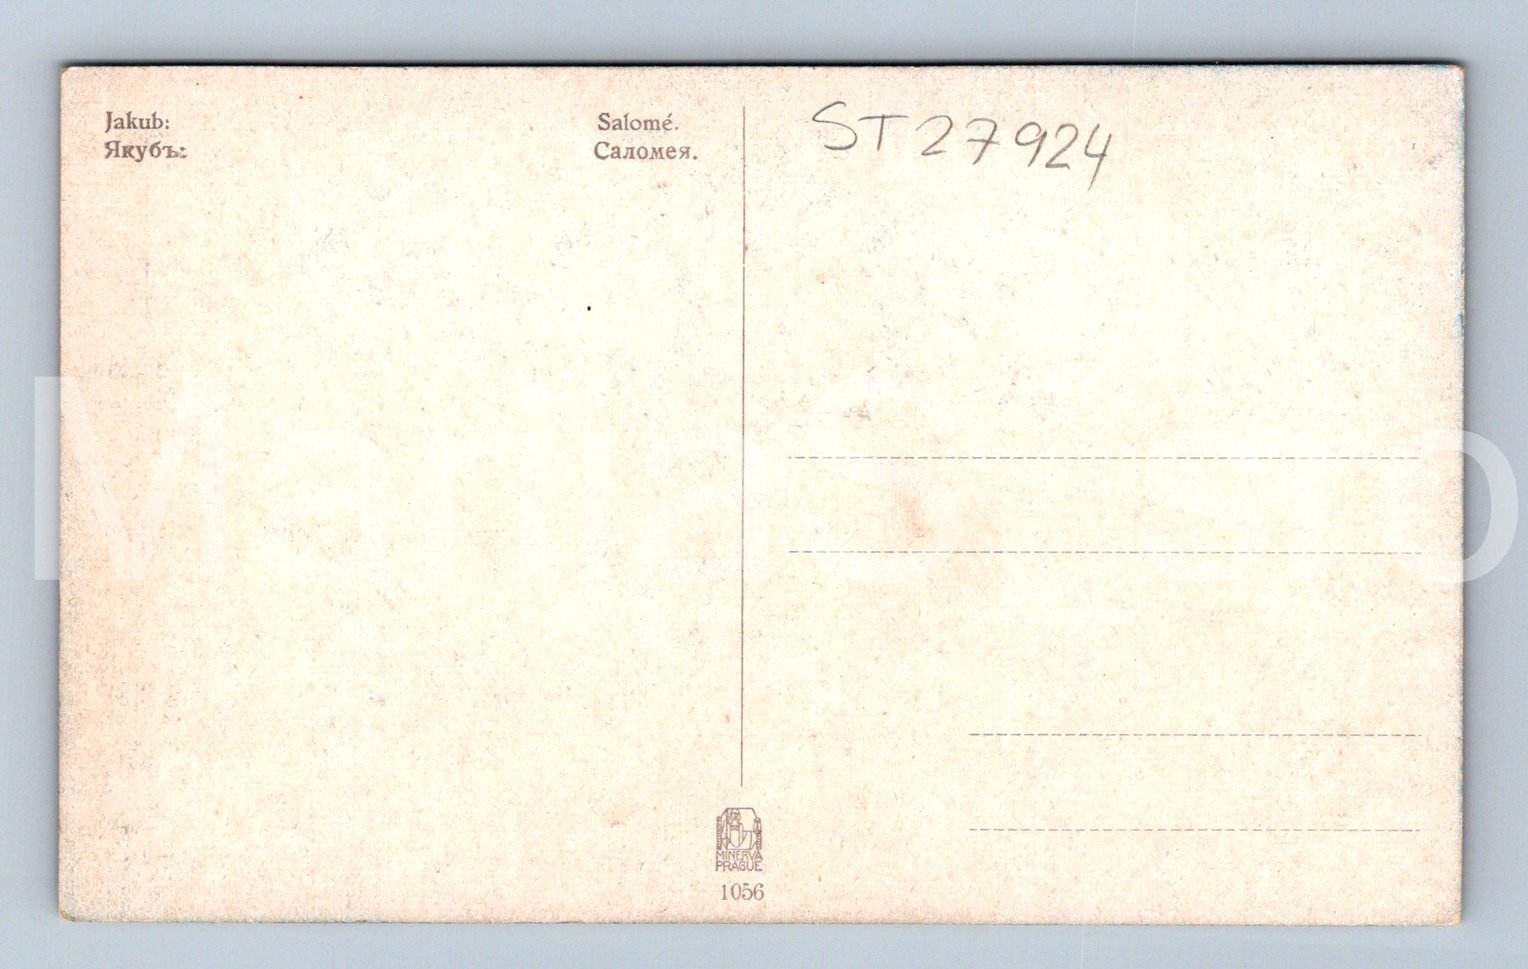 Jakub:
Salomé.
Якубъ:
Саломея.
ST27924
MINERVA
PRAGUE
1056